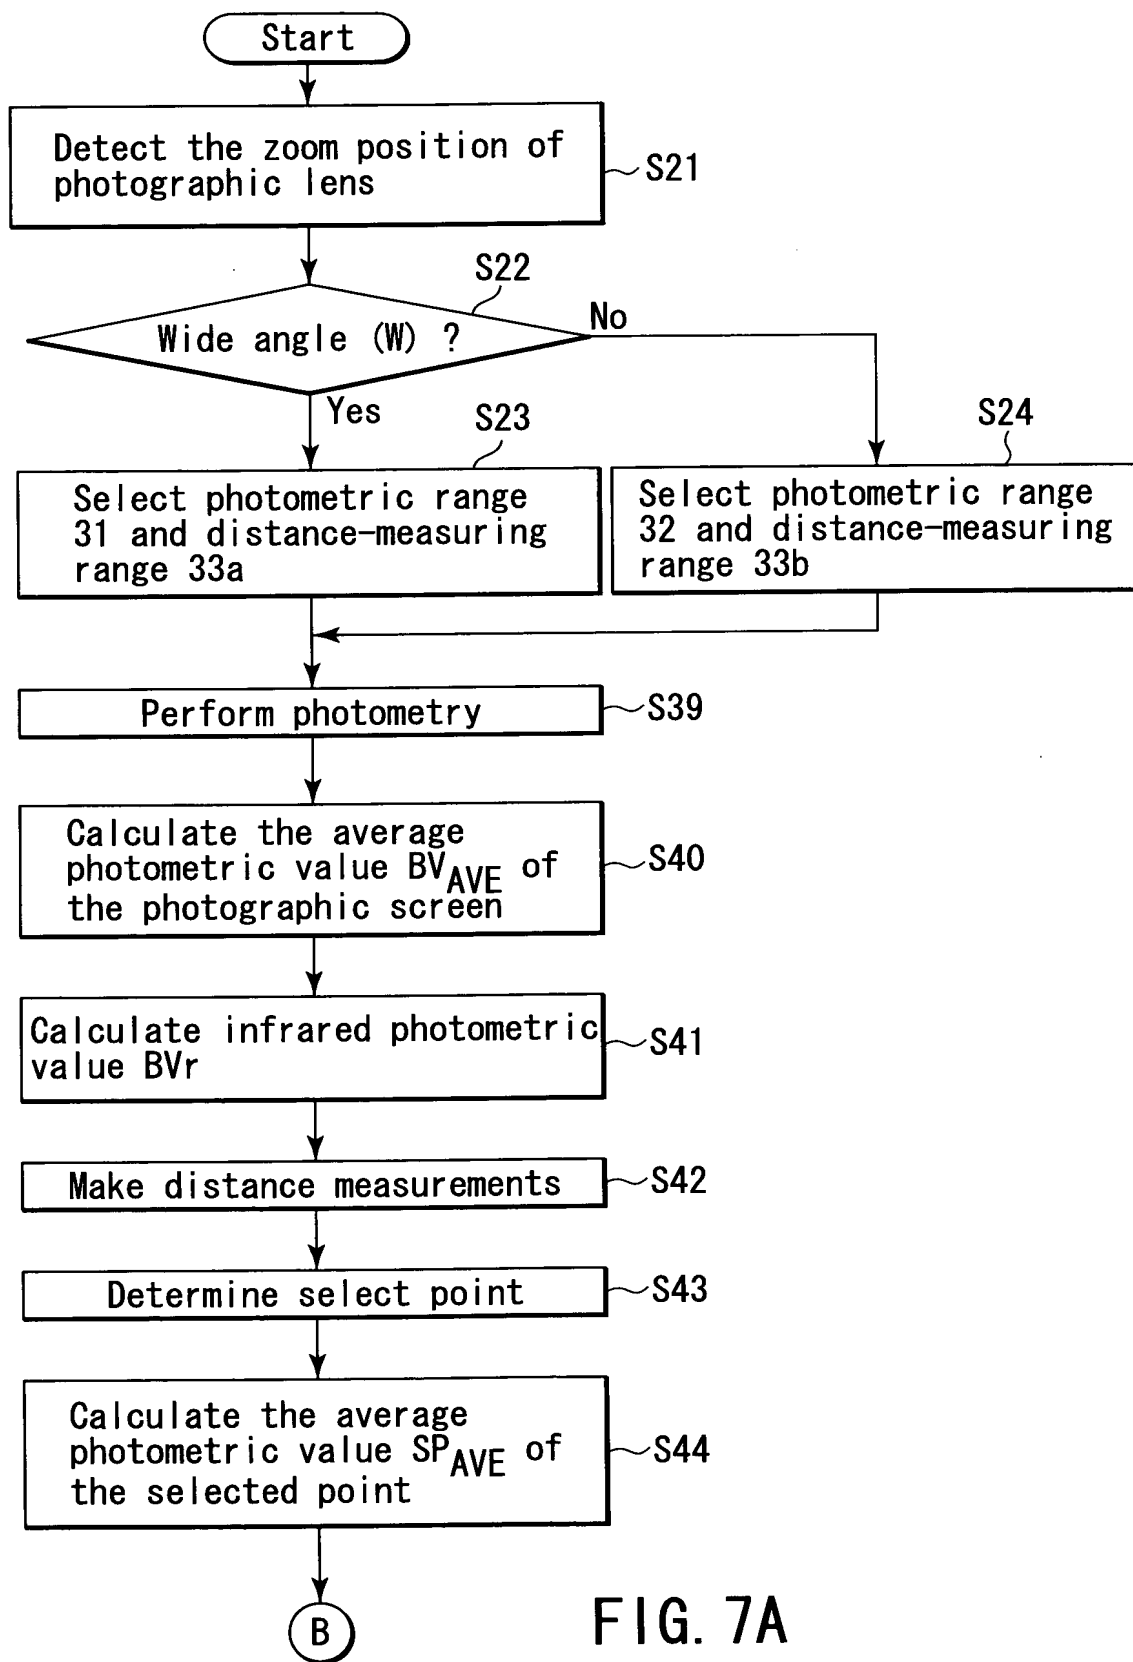 Start
Detect the zoom position of
photographic lens
S21
S22
Wide angle (W) ?
No
Yes
S23
S24
Select photometric range
31 and distance-measuring
range 33a
Select photometric range
32 and distance-measuring
range 33b
Perform photometry
S39
Calculate the average
photometric value BVAVE of
the photographic screen
S40
Calculate infrared photometric
value BVr
S41
Make distance measurements
S42
Determine select point
S43
Calculate the average
photometric value SPAVE of
the selected point
S44
B
FIG. 7A